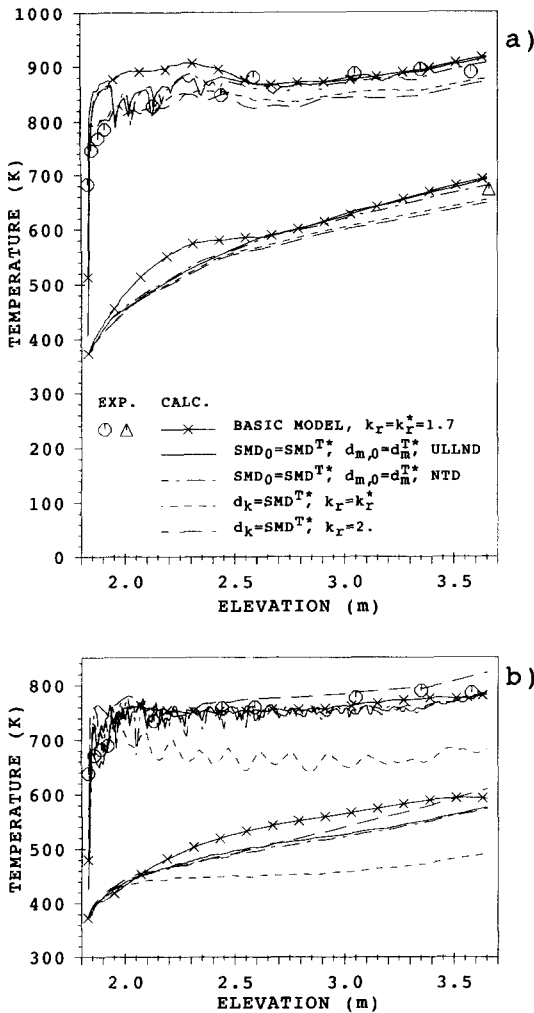 a)
TEMPERATURE (K)
1000
900
800
700
600
500
400
300
200
100
0
EXP. CALC.
BASIC MODEL, k_r=k_r^*=1.7
SMD_0=SMD^T*, d_m,0=d_m^T*, ULLND
SMD_0=SMD^T*, d_m,0=d_m^T*, NTD
d_k=SMD^T*, k_r=k_r^*
d_k=SMD^T*, k_r=2.
2.0 2.5 3.0 3.5
ELEVATION (m)
b)
TEMPERATURE (K)
800
700
600
500
400
300
2.0 2.5 3.0 3.5
ELEVATION (m)